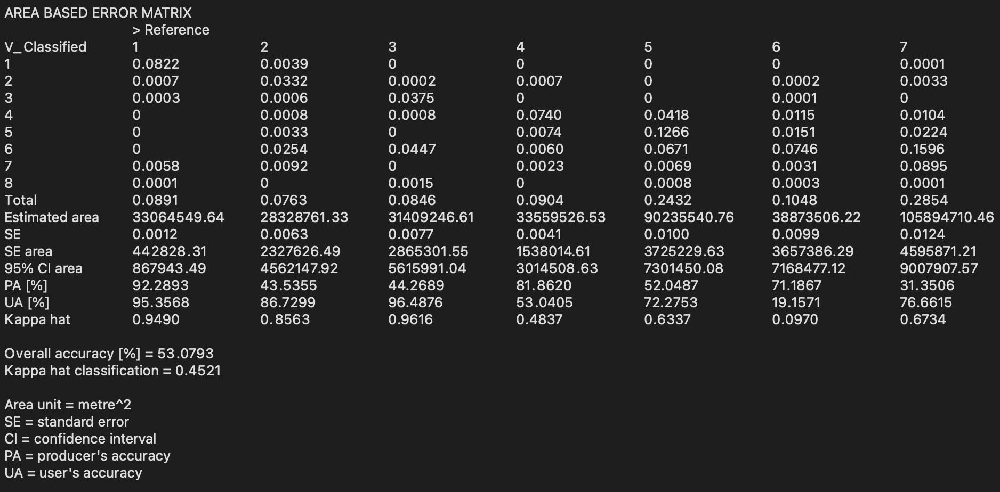 AREA BASED ERROR MATRIX
> Reference
V_Classified 1 2 3 4 5 6 7
1 0.0822 0.0039 0 0 0 0 0.0001
2 0.0007 0.0332 0.0002 0.0007 0 0.0002 0.0033
3 0.0003 0.0006 0.0375 0 0 0.0001 0
4 0 0.0008 0.0008 0.0740 0.0418 0.0115 0.0104
5 0 0.0033 0 0.0074 0.1266 0.0151 0.0224
6 0 0.0254 0.0447 0.0060 0.0671 0.0746 0.1596
7 0.0058 0.0092 0 0.0023 0.0069 0.0031 0.0895
8 0.0001 0 0.0015 0 0.0008 0.0003 0.0001
Total 0.0891 0.0763 0.0846 0.0904 0.2432 0.1048 0.2854
Estimated area 33064549.64 28328761.33 31409246.61 33559526.53 90235540.76 38873506.22 105894710.46
SE 0.0012 0.0063 0.0077 0.0041 0.0100 0.0099 0.0124
SE area 442828.31 2327626.49 2865301.55 1538014.61 3725229.63 3657386.29 4595871.21
95% CI area 867943.49 4562147.92 5615991.04 3014508.63 7301450.08 7168477.12 9007907.57
PA [%] 92.2893 43.5355 44.2689 81.8620 52.0487 71.1867 31.3506
UA [%] 95.3568 86.7299 96.4876 53.0405 72.2753 19.1571 76.6615
Kappa hat 0.9490 0.8563 0.9616 0.4837 0.6337 0.0970 0.6734
Overall accuracy [%] = 53.0793
Kappa hat classification = 0.4521
Area unit = metre^2
SE = standard error
CI = confidence interval
PA = producer's accuracy
UA = user's accuracy